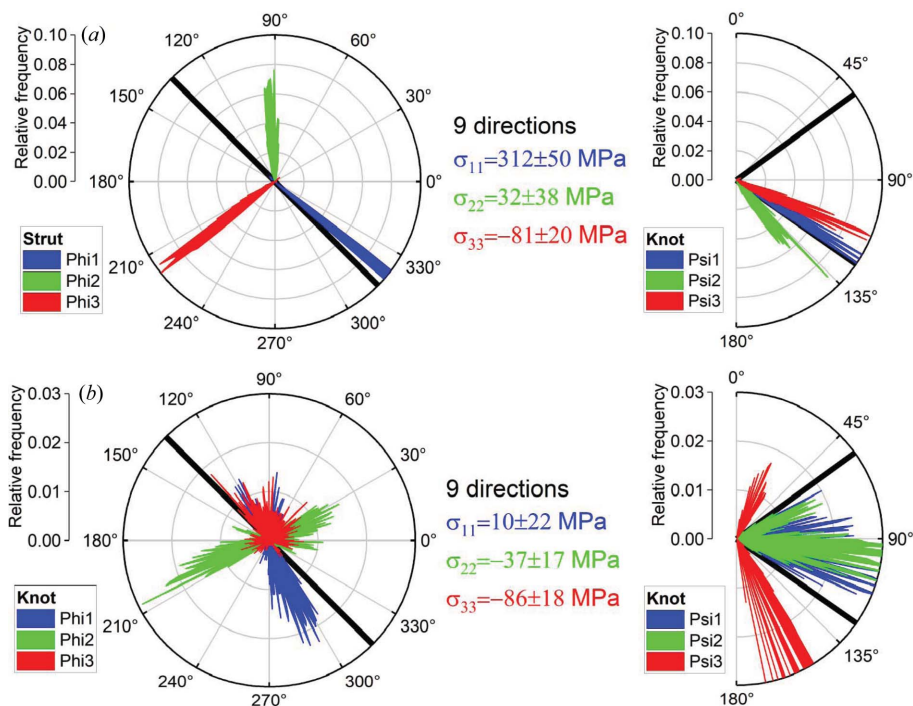 (a)
Relative frequency
0.10
0.08
0.06
0.04
0.02
0.00
90°
120°
60°
150°
30°
180°
0°
210°
330°
240°
300°
270°
Strut
Phi1
Phi2
Phi3
9 directions
σ11=312±50 MPa
σ22=32±38 MPa
σ33=−81±20 MPa
Relative frequency
0.10
0.08
0.06
0.04
0.02
0.00
0°
45°
90°
135°
180°
Knot
Psi1
Psi2
Psi3
(b)
Relative frequency
0.03
0.02
0.01
0.00
90°
120°
60°
150°
30°
180°
0°
210°
330°
240°
300°
270°
Knot
Phi1
Phi2
Phi3
9 directions
σ11=10±22 MPa
σ22=−37±17 MPa
σ33=−86±18 MPa
Relative frequency
0.03
0.02
0.01
0.00
0°
45°
90°
135°
180°
Knot
Psi1
Psi2
Psi3